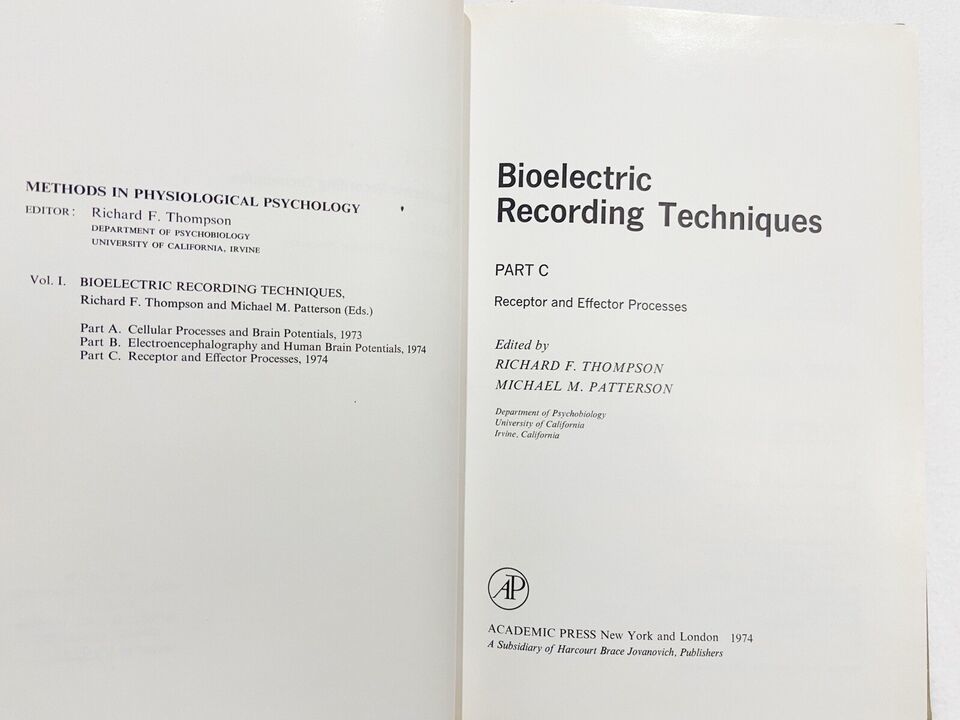 METHODS IN PHYSIOLOGICAL PSYCHOLOGY
EDITOR: Richard F. Thompson
DEPARTMENT OF PSYCHOBIOLOGY
UNIVERSITY OF CALIFORNIA, IRVINE
Vol. I. BIOELECTRIC RECORDING TECHNIQUES,
Richard F. Thompson and Michael M. Patterson (Eds.)
Part A. Cellular Processes and Brain Potentials, 1973
Part B. Electroencephalography and Human Brain Potentials, 1974
Part C. Receptor and Effector Processes, 1974
Bioelectric
Recording Techniques
PART C
Receptor and Effector Processes
Edited by
RICHARD F. THOMPSON
MICHAEL M. PATTERSON
Department of Psychobiology
University of California
Irvine, California
AP
ACADEMIC PRESS New York and London 1974
A Subsidiary of Harcourt Brace Jovanovich, Publishers